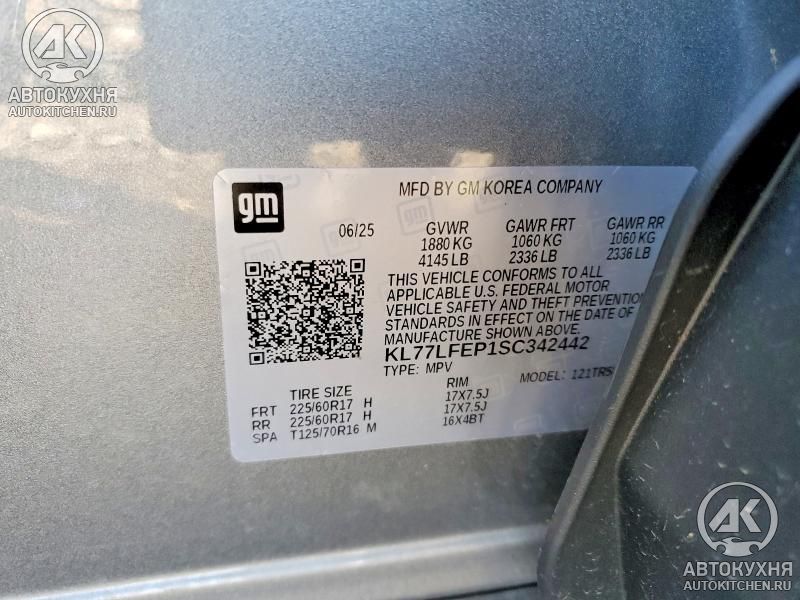 AK
АВТОКУХНЯ
AUTOKITCHEN.RU
gm
MFD BY GM KOREA COMPANY
06/25 GVWR GAWR FRT GAWR RR
1880 KG 1060 KG 1060 KG
4145 LB 2336 LB 2336 LB
THIS VEHICLE CONFORMS TO ALL
APPLICABLE U.S. FEDERAL MOTOR
VEHICLE SAFETY AND THEFT PREVENTION
STANDARDS IN EFFECT ON THE DATE OF
MANUFACTURE SHOWN ABOVE.
KL77LFEP1SC342442
TYPE: MPV MODEL: 121TR5
TIRE SIZE RIM
FRT 225/60R17 H 17X7.5J
RR 225/60R17 H 17X7.5J
SPA T125/70R16 M 16X4BT
AK
АВТОКУХНЯ
AUTOKITCHEN.RU